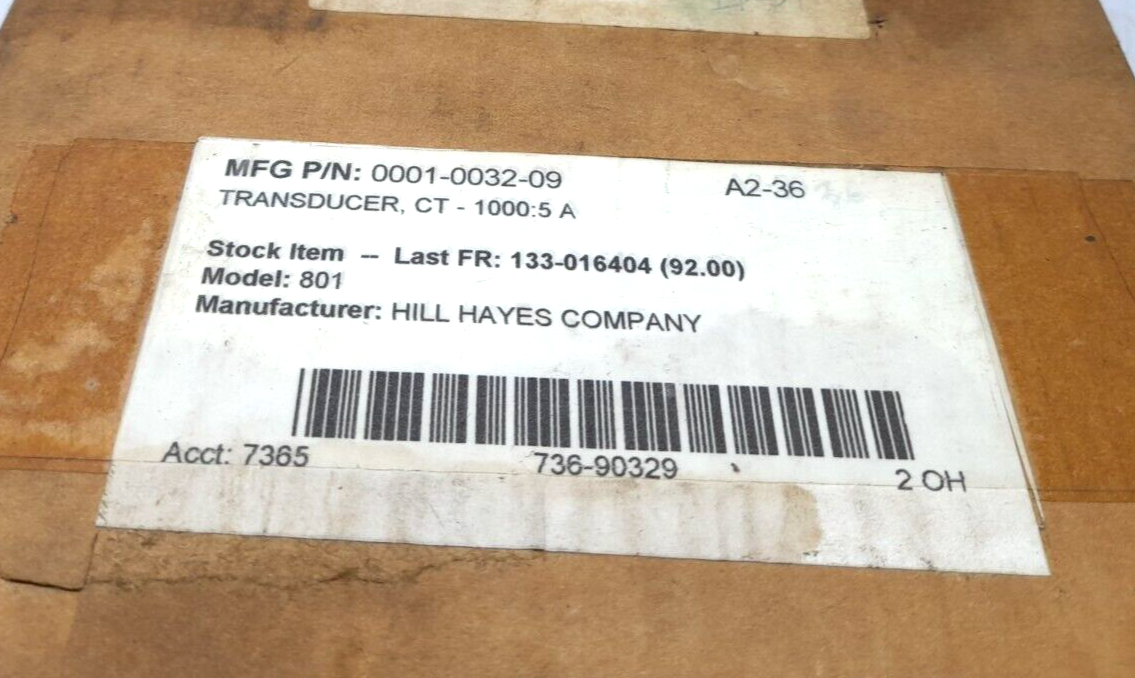 MFG P/N: 0001-0032-09 A2-36
TRANSDUCER, CT - 1000:5 A
Stock Item -- Last FR: 133-016404 (92.00)
Model: 801
Manufacturer: HILL HAYES COMPANY
Acct: 7365 736-90329 2 OH